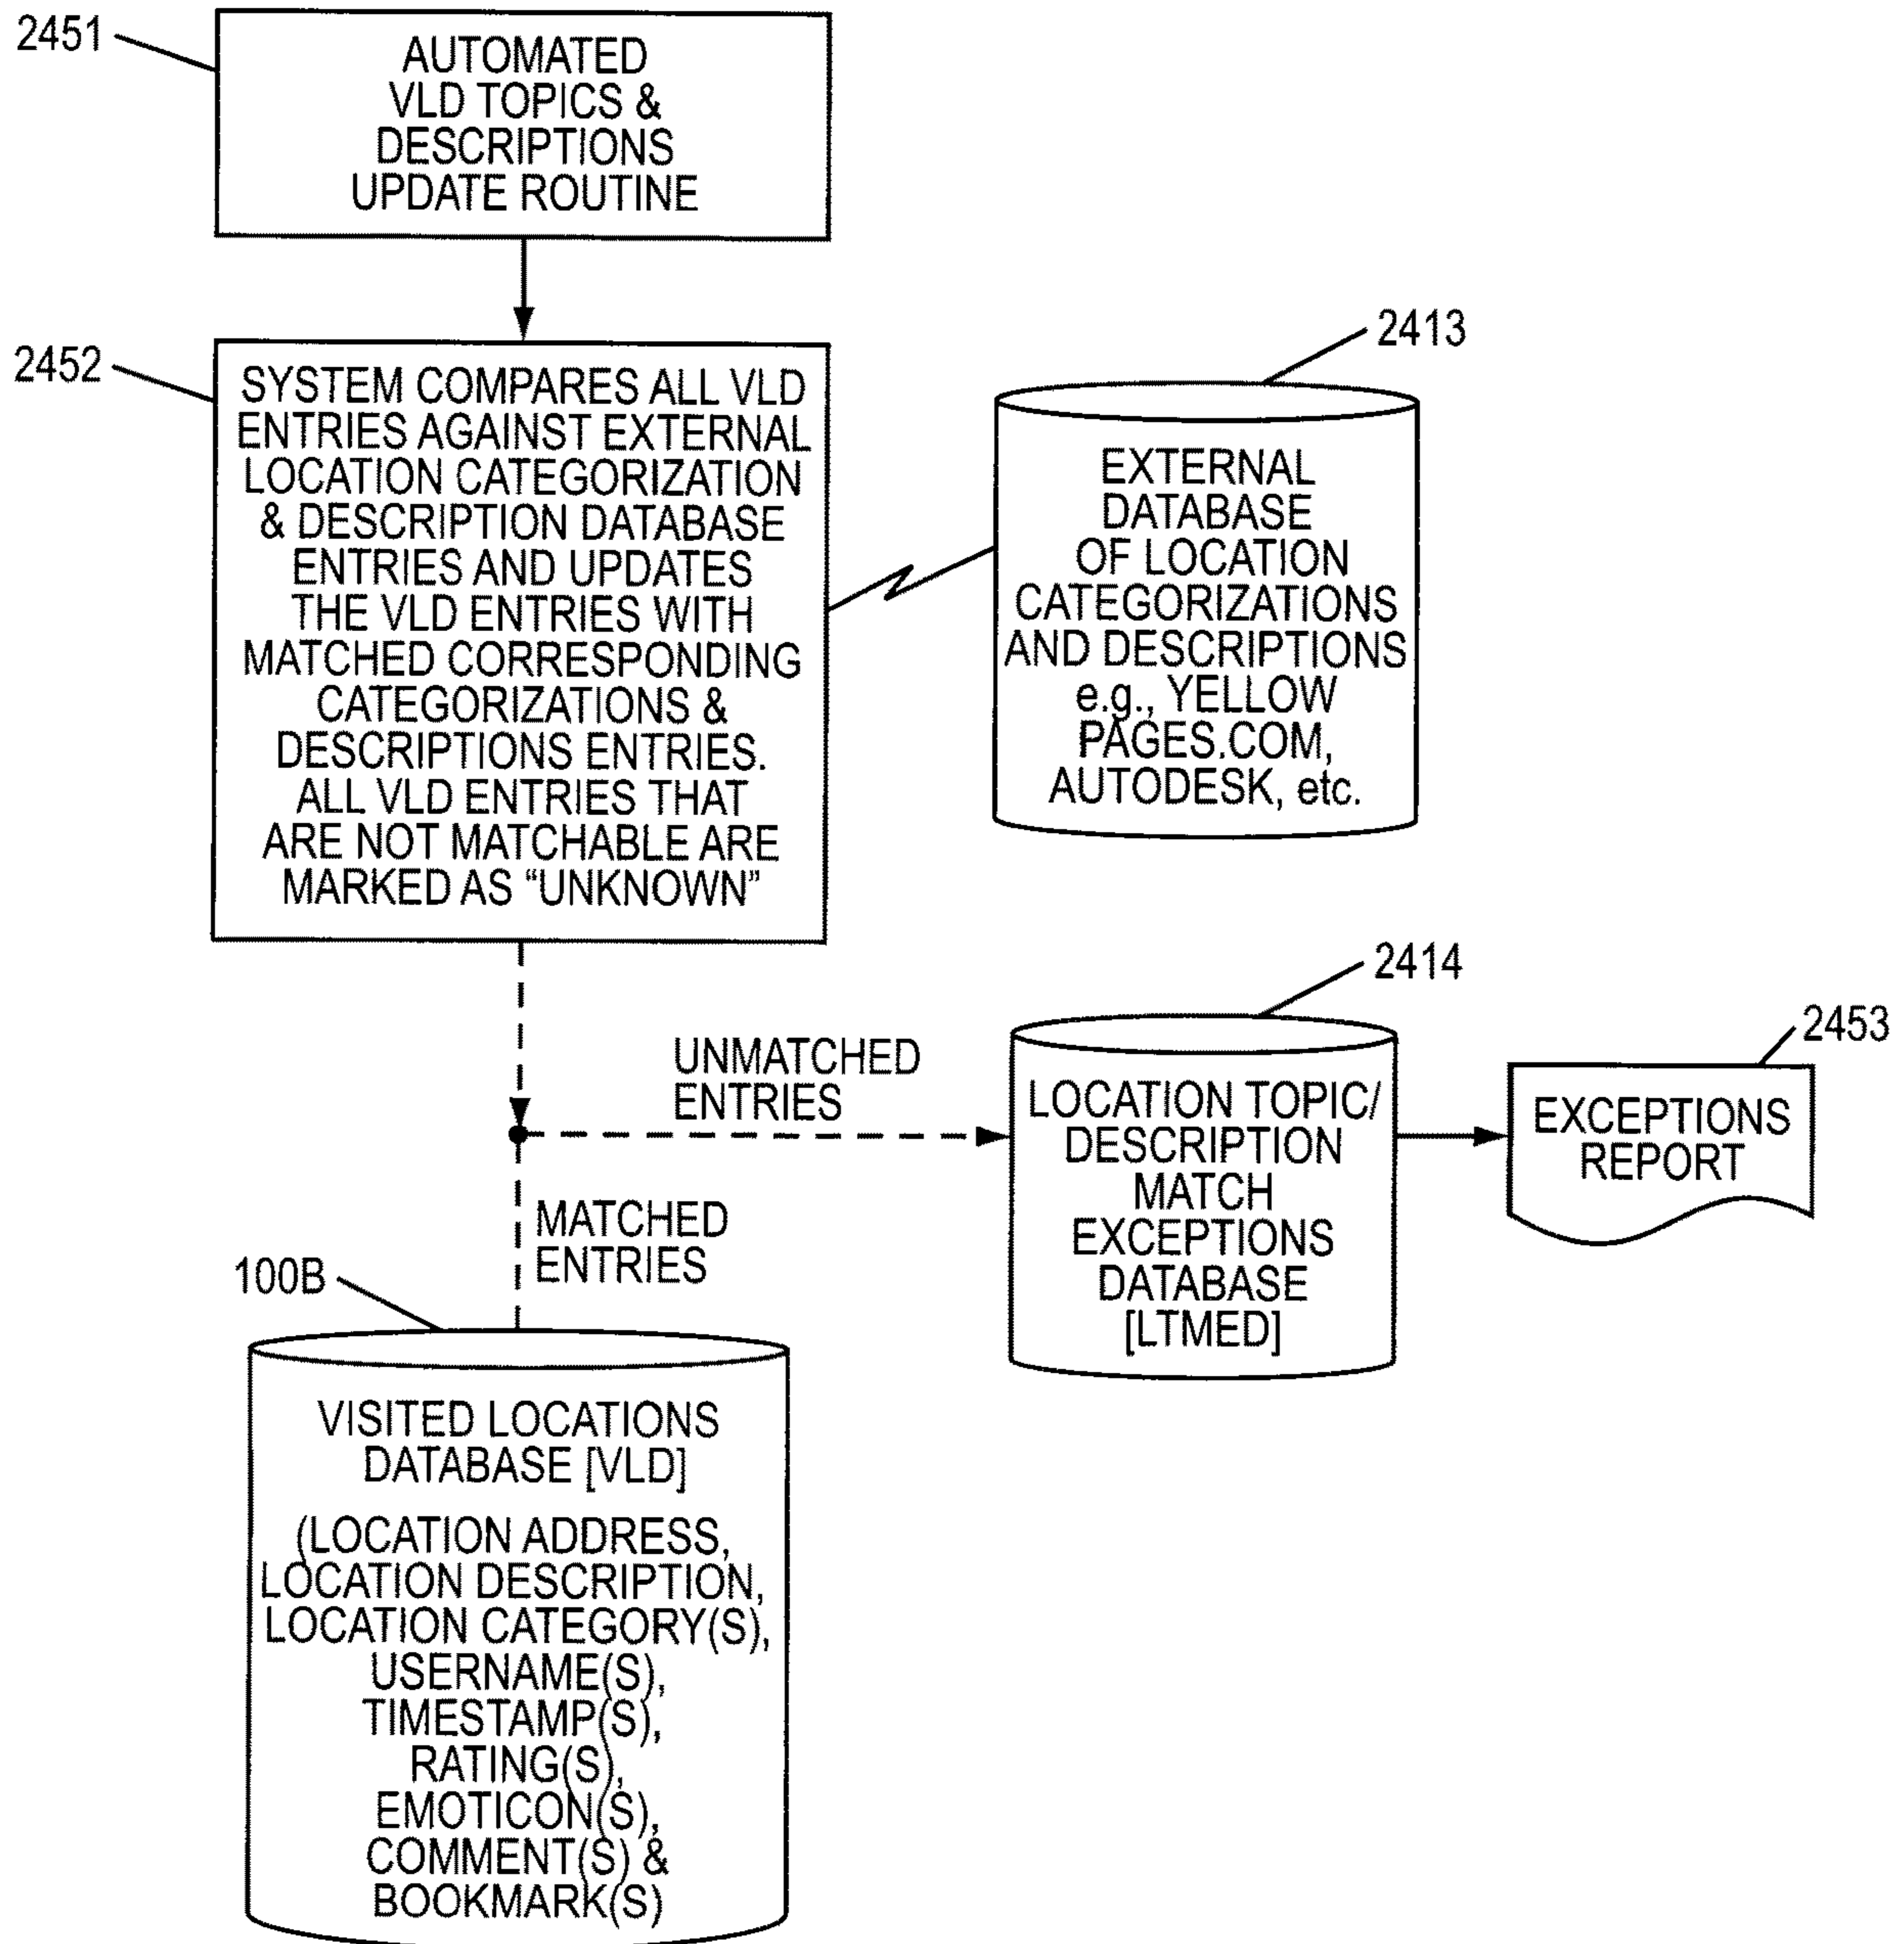 2451
AUTOMATED
VLD TOPICS &
DESCRIPTIONS
UPDATE ROUTINE
2452
SYSTEM COMPARES ALL VLD
ENTRIES AGAINST EXTERNAL
LOCATION CATEGORIZATION
& DESCRIPTION DATABASE
ENTRIES AND UPDATES
THE VLD ENTRIES WITH
MATCHED CORRESPONDING
CATEGORIZATIONS &
DESCRIPTIONS ENTRIES.
ALL VLD ENTRIES THAT
ARE NOT MATCHABLE ARE
MARKED AS “UNKNOWN”
2413
EXTERNAL
DATABASE
OF LOCATION
CATEGORIZATIONS
AND DESCRIPTIONS
e.g., YELLOW
PAGES.COM,
AUTODESK, etc.
UNMATCHED
ENTRIES
2414
LOCATION TOPIC/
DESCRIPTION
MATCH
EXCEPTIONS
DATABASE
[LTMED]
2453
EXCEPTIONS
REPORT
MATCHED
ENTRIES
100B
VISITED LOCATIONS
DATABASE [VLD]
(LOCATION ADDRESS,
LOCATION DESCRIPTION,
LOCATION CATEGORY(S),
USERNAME(S),
TIMESTAMP(S),
RATING(S),
EMOTICON(S),
COMMENT(S) &
BOOKMARK(S)